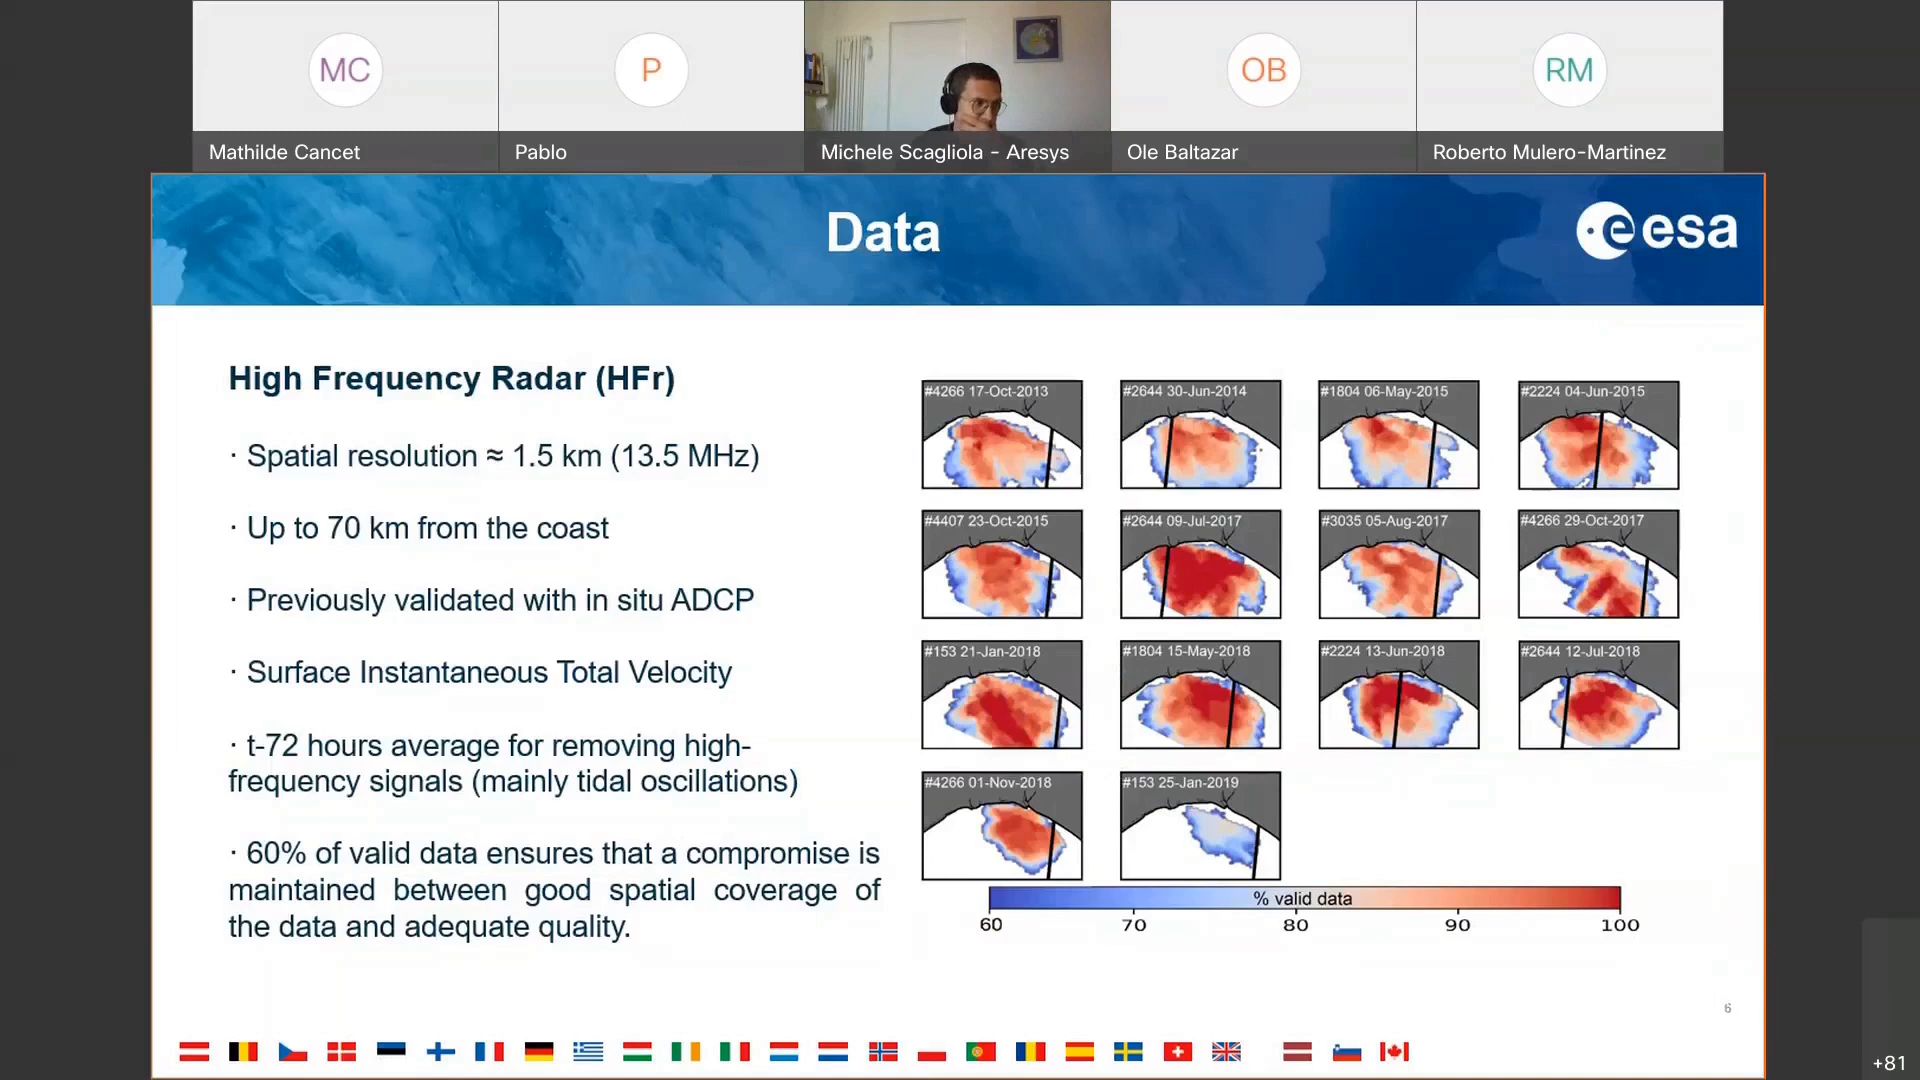 MC
P
OB
RM
Mathilde Cancet
Pablo
Michele Scagliola - Aresys
Ole Baltazar
Roberto Mulero-Martinez
Data
esa
High Frequency Radar (HFr)
· Spatial resolution ≈ 1.5 km (13.5 MHz)
· Up to 70 km from the coast
· Previously validated with in situ ADCP
· Surface Instantaneous Total Velocity
· t-72 hours average for removing high-
frequency signals (mainly tidal oscillations)
· 60% of valid data ensures that a compromise is
maintained between good spatial coverage of
the data and adequate quality.
#4266 17-Oct-2013
#2644 30-Jun-2014
#1804 06-May-2015
#2224 04-Jun-2015
#4407 23-Oct-2015
#2644 09-Jul-2017
#3035 05-Aug-2017
#4266 29-Oct-2017
#153 21-Jan-2018
#1804 15-May-2018
#2224 13-Jun-2018
#2644 12-Jul-2018
#4266 01-Nov-2018
#153 25-Jan-2019
% valid data
60 70 80 90 100
6
+81